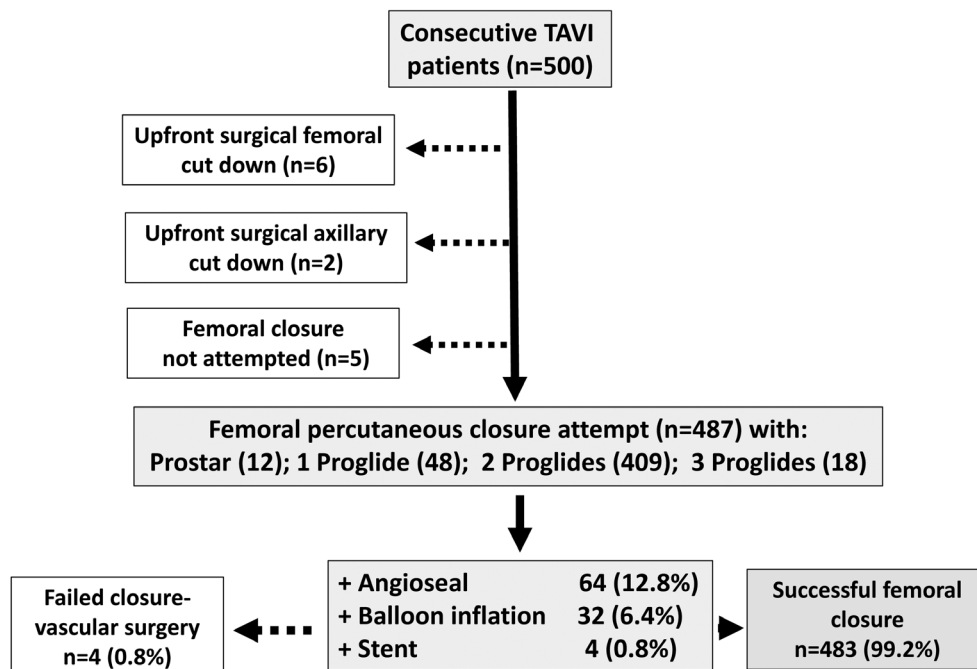 Consecutive TAVI
patients (n=500)
Upfront surgical femoral
cut down (n=6)
Upfront surgical axillary
cut down (n=2)
Femoral closure
not attempted (n=5)
Femoral percutaneous closure attempt (n=487) with:
Prostar (12); 1 Proglide (48); 2 Proglides (409); 3 Proglides (18)
Failed closure-
vascular surgery
n=4 (0.8%)
+ Angioseal 64 (12.8%)
+ Balloon inflation 32 (6.4%)
+ Stent 4 (0.8%)
Successful femoral
closure
n=483 (99.2%)